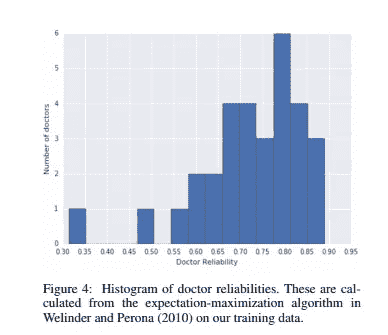 6
5
4
3
2
1
0
Number of doctors
0.30 0.35 0.40 0.45 0.50 0.55 0.60 0.65 0.70 0.75 0.80 0.85 0.90 0.95
Doctor Reliability
Figure 4: Histogram of doctor reliabilities. These are cal-
culated from the expectation-maximization algorithm in
Welinder and Perona (2010) on our training data.